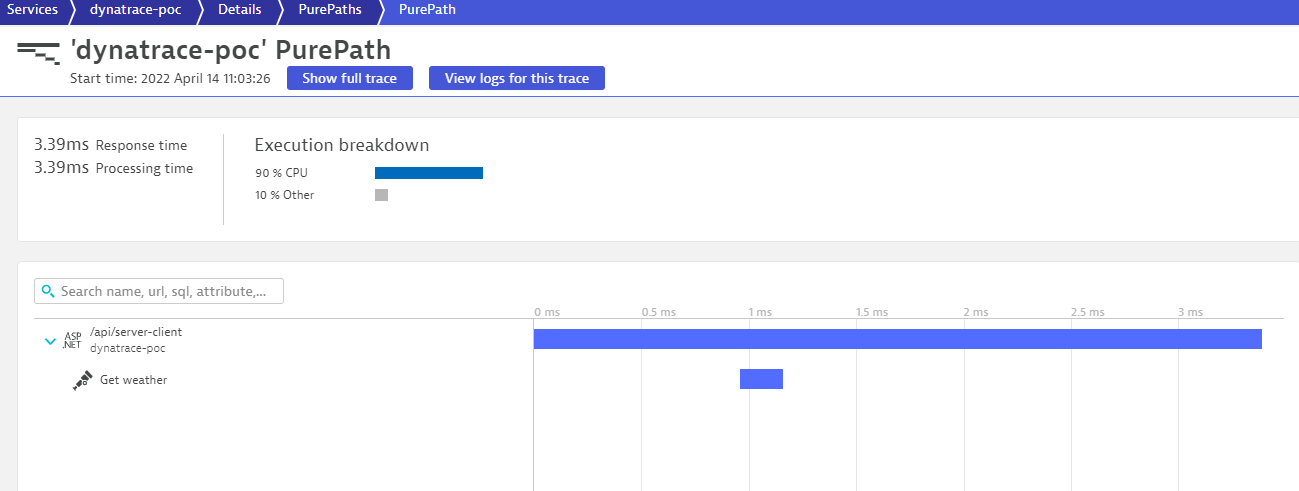 Services dynatrace-poc Details PurePaths PurePath
'dynatrace-poc' PurePath
Start time: 2022 April 14 11:03:26 Show full trace View logs for this trace
3.39ms Response time
3.39ms Processing time
Execution breakdown
90 % CPU
10 % Other
Search name, url, sql, attribute,...
0 ms 0.5 ms 1 ms 1.5 ms 2 ms 2.5 ms 3 ms
ASP
.NET
/api/server-client
dynatrace-poc
Get weather